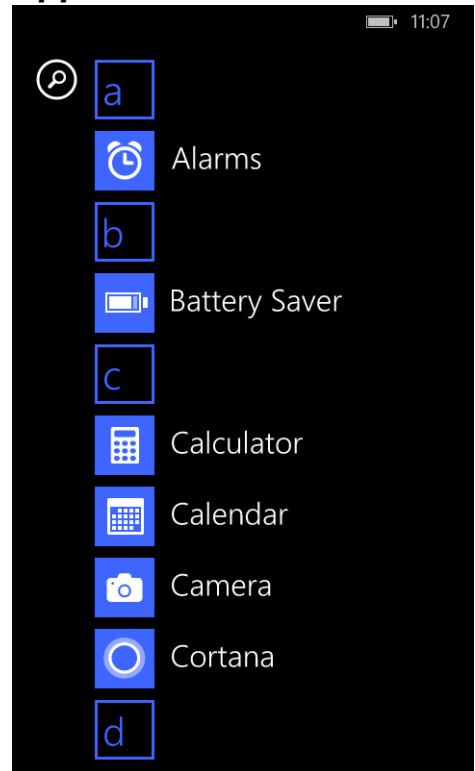 11:07
a
Alarms
b
Battery Saver
c
Calculator
Calendar
Camera
Cortana
d